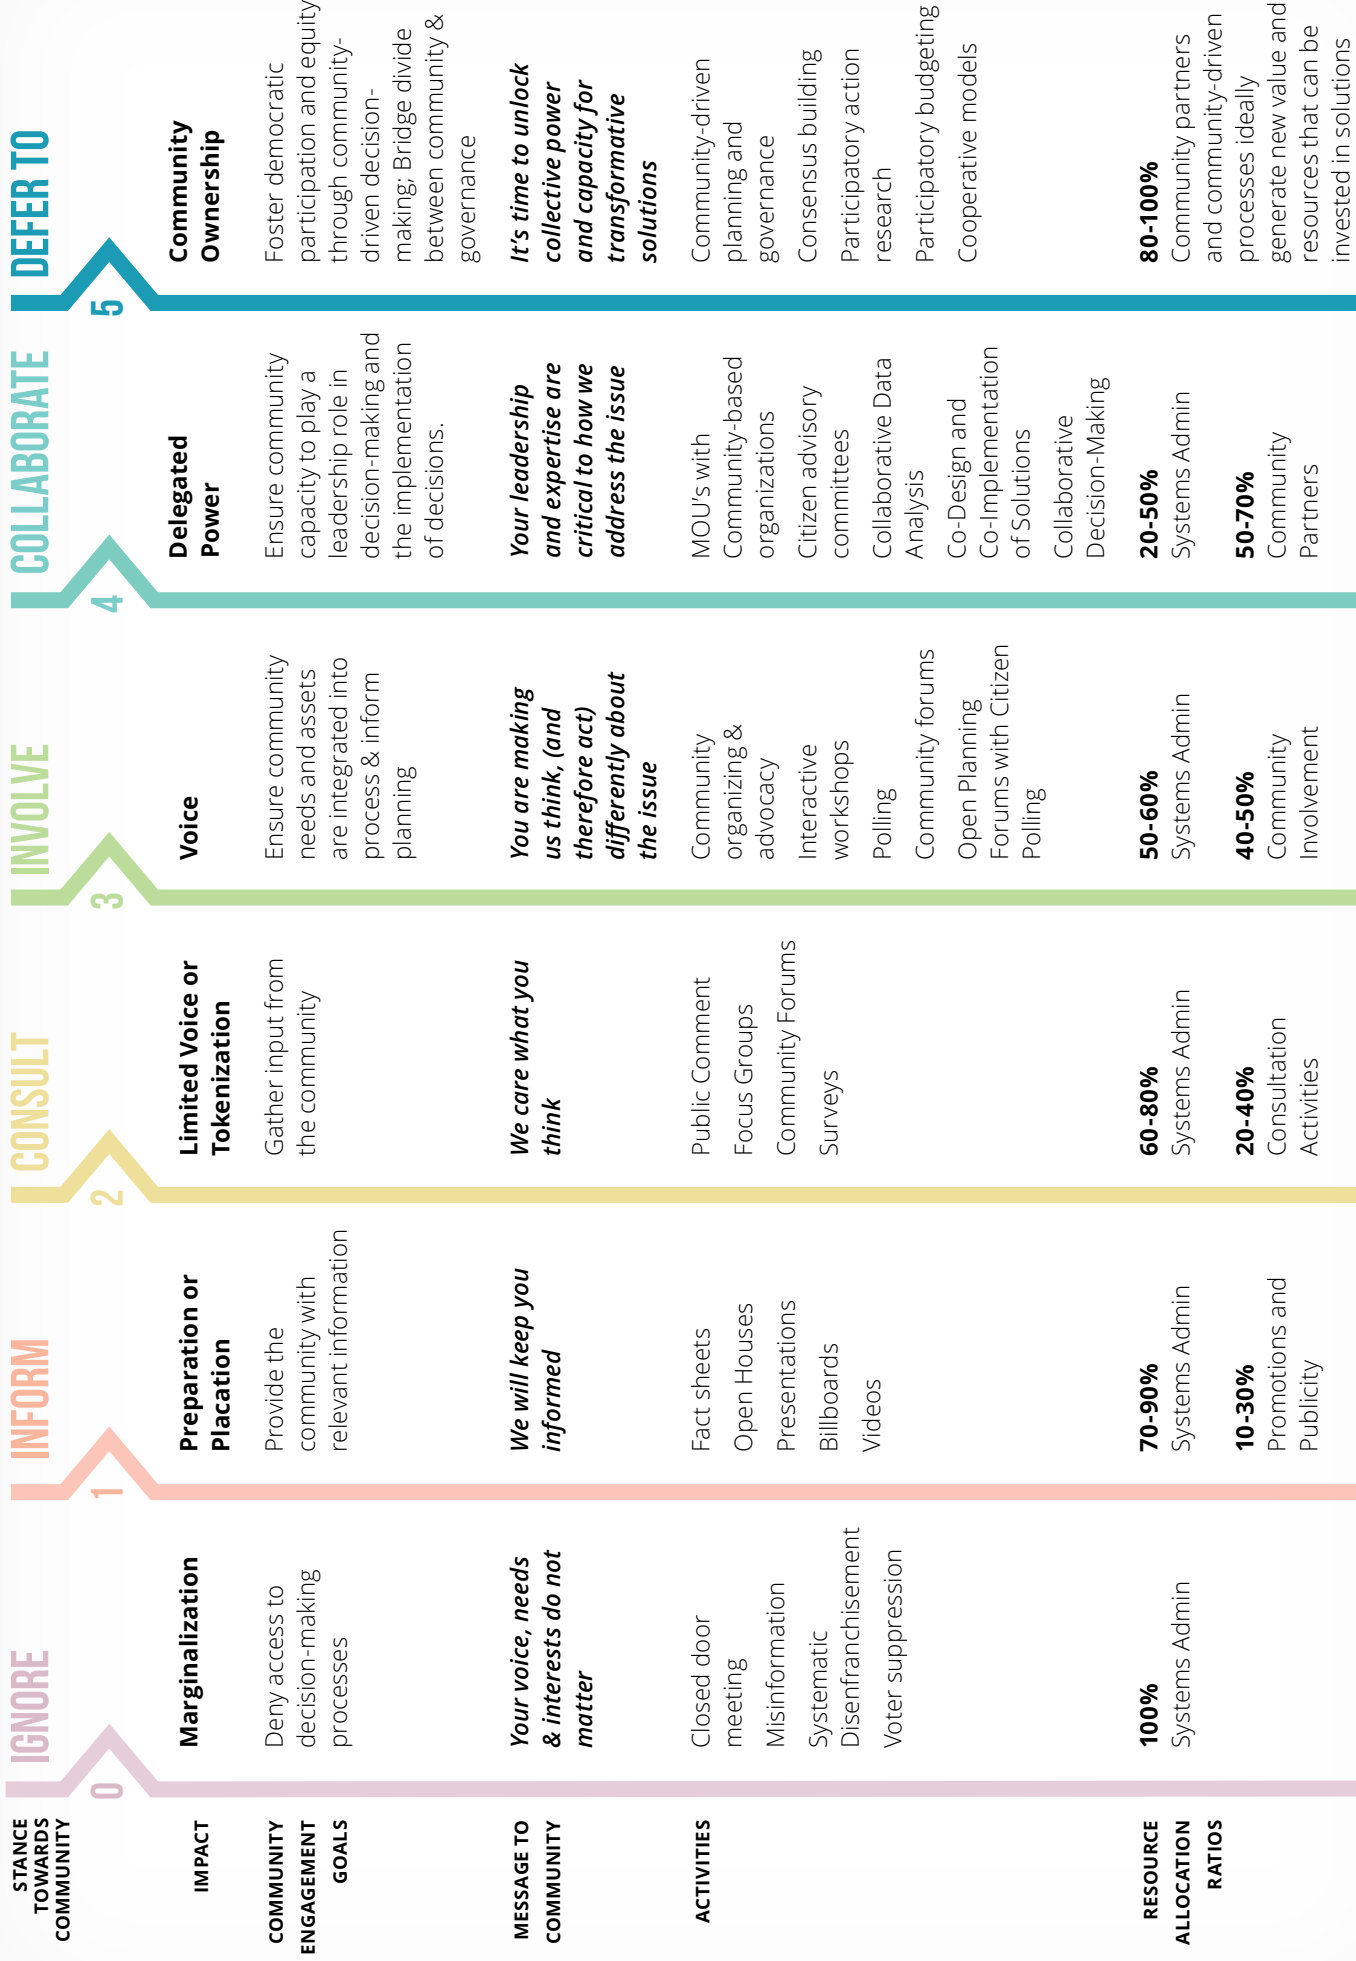 STANCE
TOWARDS
COMMUNITY
IGNORE
0
INFORM
1
CONSULT
2
INVOLVE
3
COLLABORATE
4
DEFER TO
5
IMPACT
Marginalization
Preparation or
Placation
Limited Voice or
Tokenization
Voice
Delegated
Power
Community
Ownership
COMMUNITY
ENGAGEMENT
GOALS
Deny access to
decision-making
processes
Provide the
community with
relevant information
Gather input from
the community
Ensure community
needs and assets
are integrated into
process & inform
planning
Ensure community
capacity to play a
leadership role in
decision-making and
the implementation
of decisions.
Foster democratic
participation and equity
through community-
driven decision-
making; Bridge divide
between community &
governance
MESSAGE TO
COMMUNITY
Your voice, needs
& interests do not
matter
We will keep you
informed
We care what you
think
You are making
us think, (and
therefore act)
differently about
the issue
Your leadership
and expertise are
critical to how we
address the issue
It's time to unlock
collective power
and capacity for
transformative
solutions
ACTIVITIES
Closed door
meeting
Misinformation
Systematic
Disenfranchisement
Voter suppression
Fact sheets
Open Houses
Presentations
Billboards
Videos
Public Comment
Focus Groups
Community Forums
Surveys
Community
organizing &
advocacy
Interactive
workshops
Polling
Community forums
Open Planning
Forums with Citizen
Polling
MOU's with
Community-based
organizations
Citizen advisory
committees
Collaborative Data
Analysis
Co-Design and
Co-Implementation
of Solutions
Collaborative
Decision-Making
Community-driven
planning and
governance
Consensus building
Participatory action
research
Participatory budgeting
Cooperative models
RESOURCE
ALLOCATION
RATIOS
100%
Systems Admin
70-90%
Systems Admin
10-30%
Promotions and
Publicity
60-80%
Systems Admin
20-40%
Consultation
Activities
50-60%
Systems Admin
40-50%
Community
Involvement
20-50%
Systems Admin
50-70%
Community
Partners
80-100%
Community partners
and community-driven
processes ideally
generate new value and
resources that can be
invested in solutions